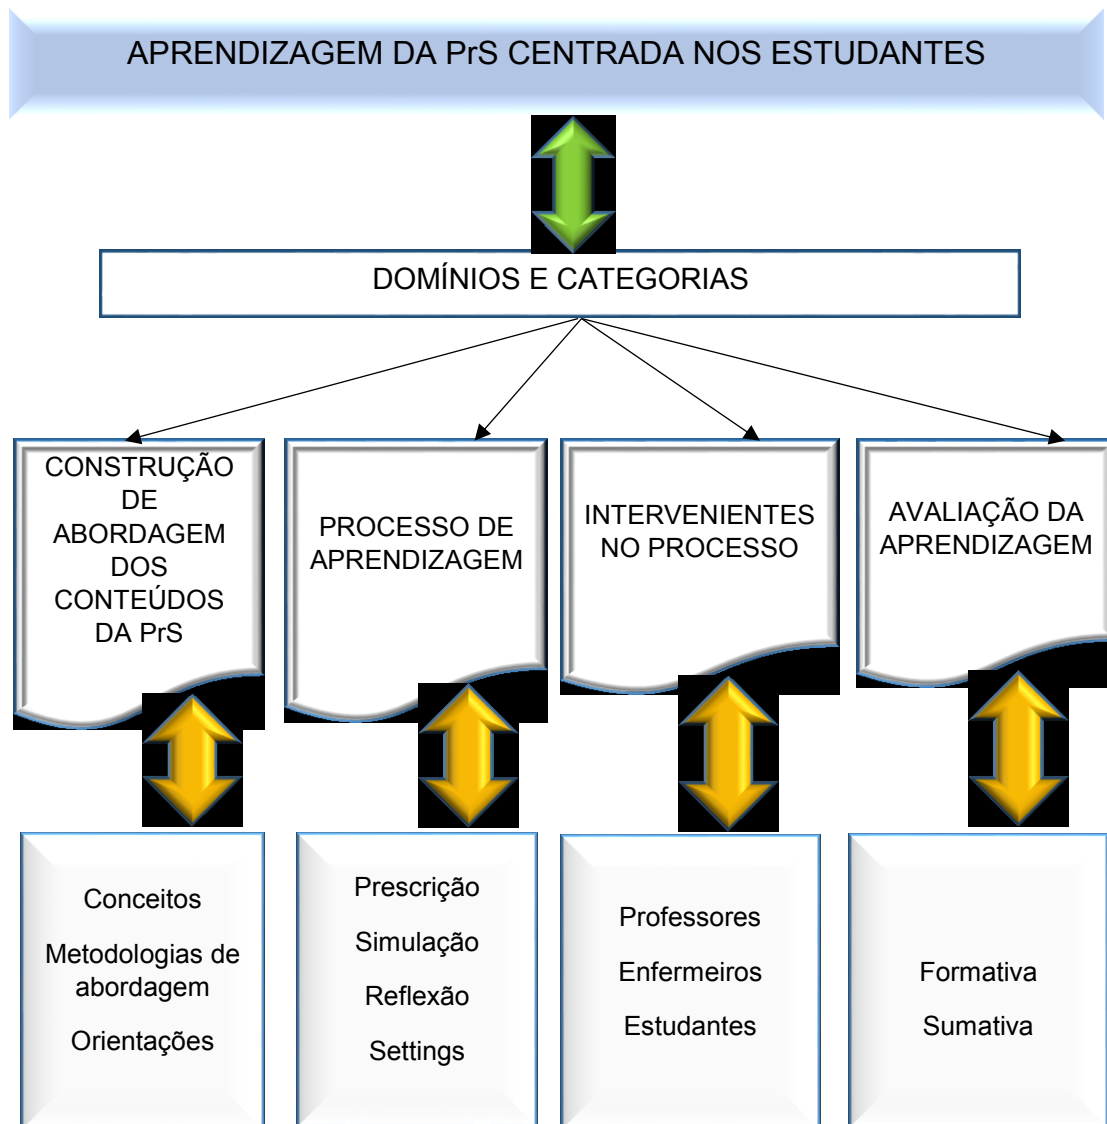 APRENDIZAGEM DA PrS CENTRADA NOS ESTUDANTES
DOMÍNIOS E CATEGORIAS
CONSTRUÇÃO
DE
ABORDAGEM
DOS
CONTEÚDOS
DA PrS
PROCESSO DE
APRENDIZAGEM
INTERVENIENTES
NO PROCESSO
AVALIAÇÃO DA
APRENDIZAGEM
Conceitos
Metodologias de
abordagem
Orientações
Prescrição
Simulação
Reflexão
Settings
Professores
Enfermeiros
Estudantes
Formativa
Sumativa